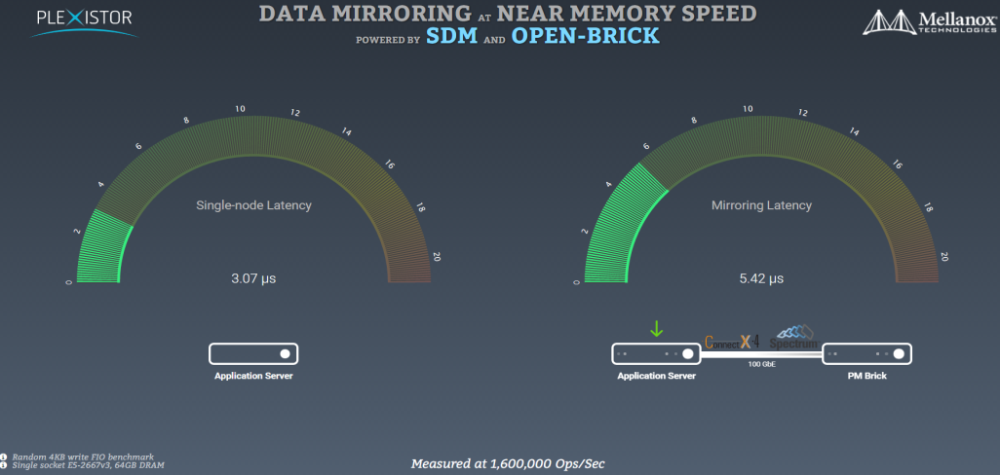 PLEXISTOR
DATA MIRRORING AT NEAR MEMORY SPEED
POWERED BY SDM AND OPEN-BRICK
Mellanox
TECHNOLOGIES
0
2
4
6
8
10
12
14
16
18
20
Single-node Latency
3.07 µs
0
2
4
6
8
10
12
14
16
18
20
Mirroring Latency
5.42 µs
Application Server
ConnectX-4
Spectrum
100 GbE
Application Server
PM Brick
Random 4KB write FIO benchmark
Single socket E5-2667v3, 64GB DRAM
Measured at 1,600,000 Ops/Sec